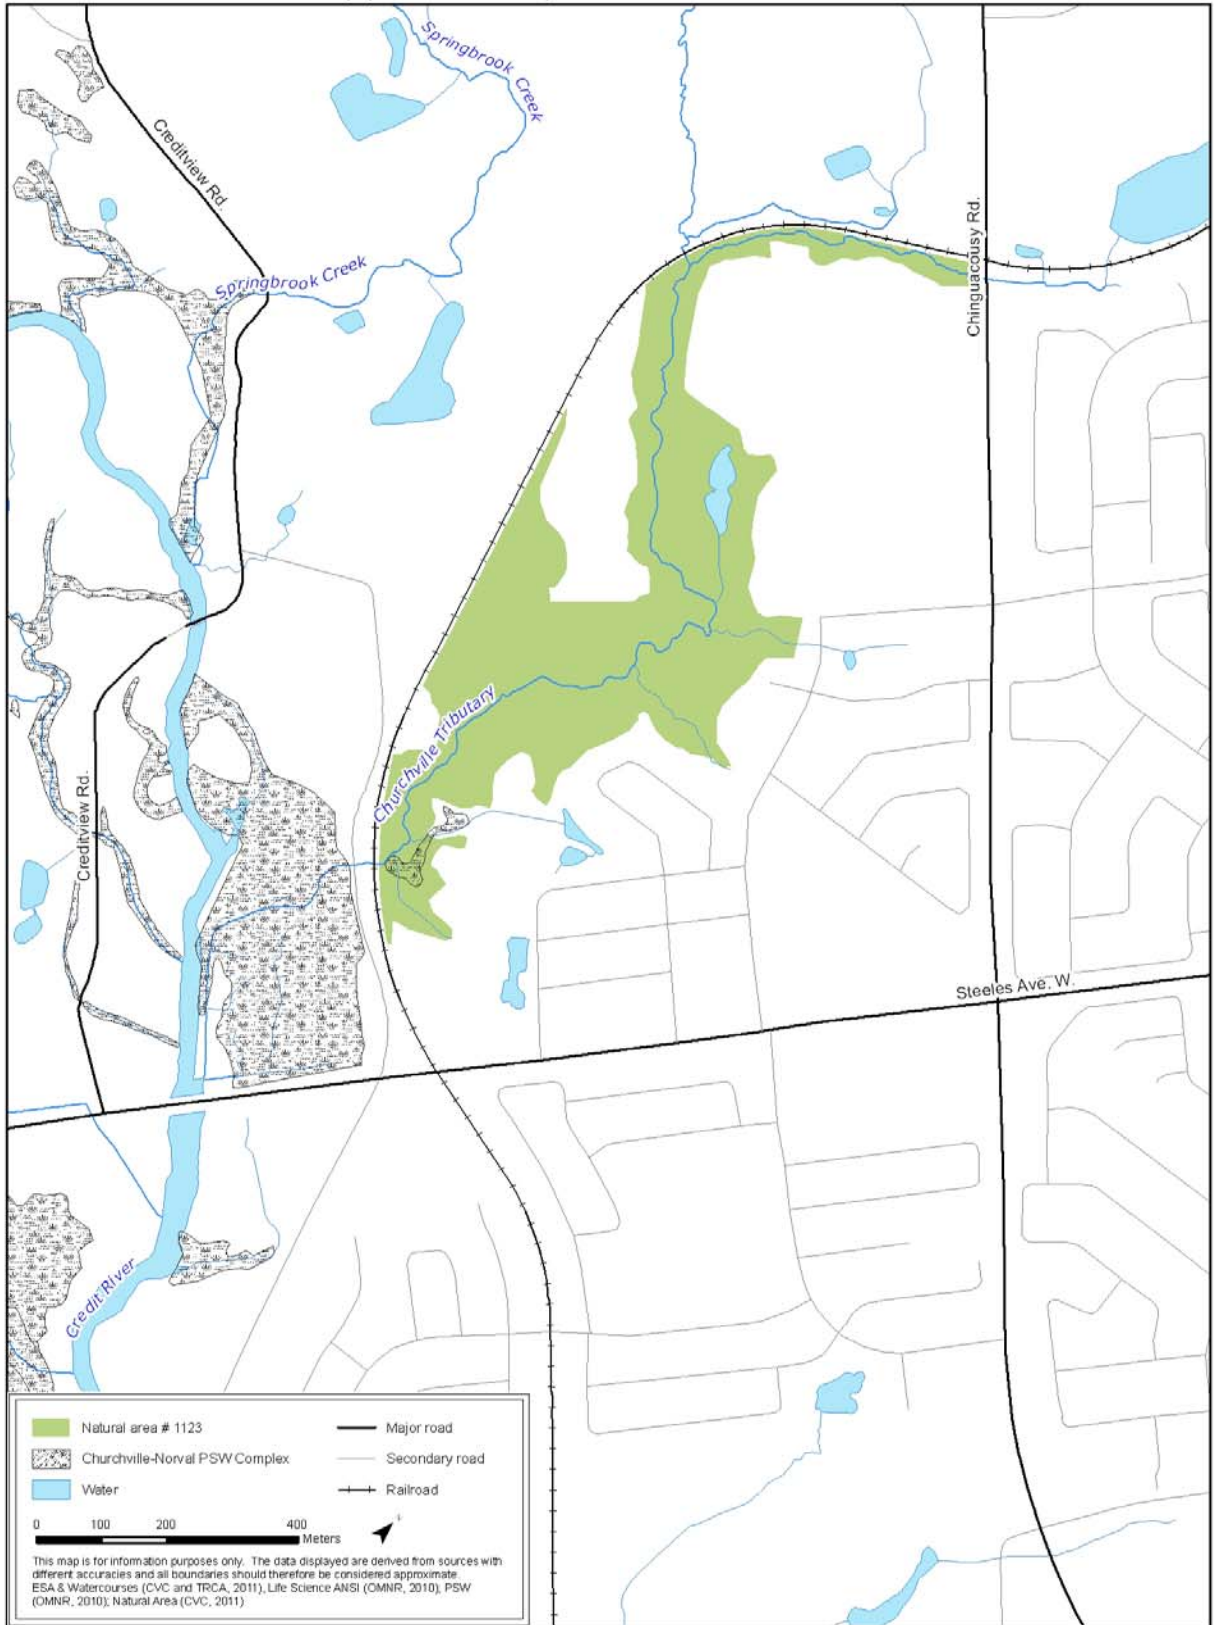 Springbrook Creek
Creditview Rd.
Springbrook Creek
Chinguacousy Rd.
Churchville Tributary
Creditview Rd.
Steeles Ave. W.
Credit River
Natural area # 1123
Churchville-Norval PSW Complex
Water
Major road
Secondary road
Railroad
0 100 200 400
Meters
This map is for information purposes only. The data displayed are derived from sources with
different accuracies and all boundaries should therefore be considered approximate.
ESA & Watercourses (CVC and TRCA, 2011), Life Science ANSI (OMNR, 2010), PSW
(OMNR, 2010); Natural Area (CVC, 2011)